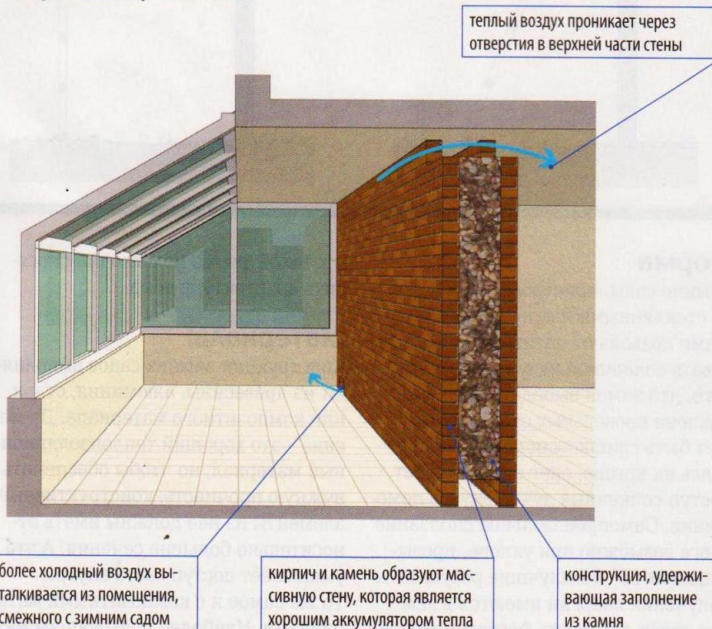 теплый воздух проникает через
отверстия в верхней части стены
более холодный воздух вы-
талкивается из помещения,
смежного с зимним садом
кирпич и камень образуют мас-
сивную стену, которая является
хорошим аккумулятором тепла
конструкция, удержи-
вающая заполнение
из камня